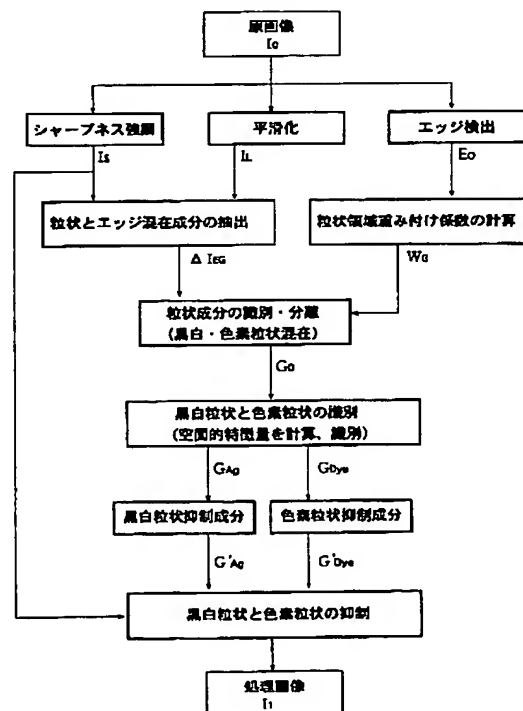 原画像
I0
シャープネス強調
平滑化
エッジ検出
IS
IL
EO
粒状とエッジ混在成分の抽出
粒状領域重み付け係数の計算
Δ IEG
WG
粒状成分の識別・分離
(黒白・色素粒状混在)
GO
黒白粒状と色素粒状の識別
(空間的特徴量を計算、識別)
GAg
GDye
黒白粒状抑制成分
色素粒状抑制成分
G'Ag
G'Dye
黒白粒状と色素粒状の抑制
処理画像
I1